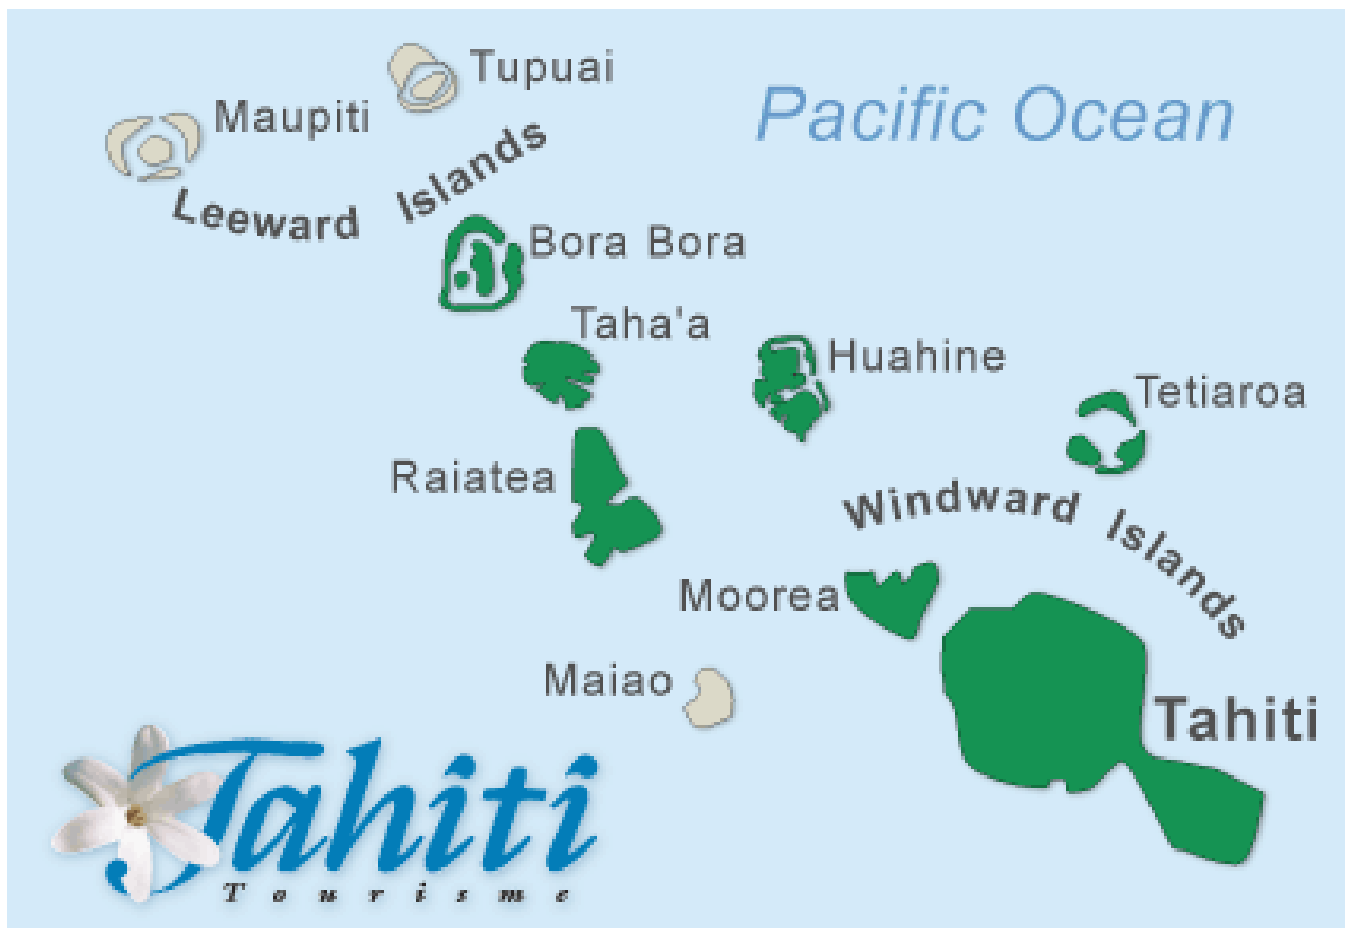 Tupuai
Maupiti
Pacific Ocean
Leeward Islands
Bora Bora
Taha'a
Huahine
Tetiaroa
Raiatea
Windward Islands
Moorea
Maiao
Tahiti
Tahiti
Tourisme